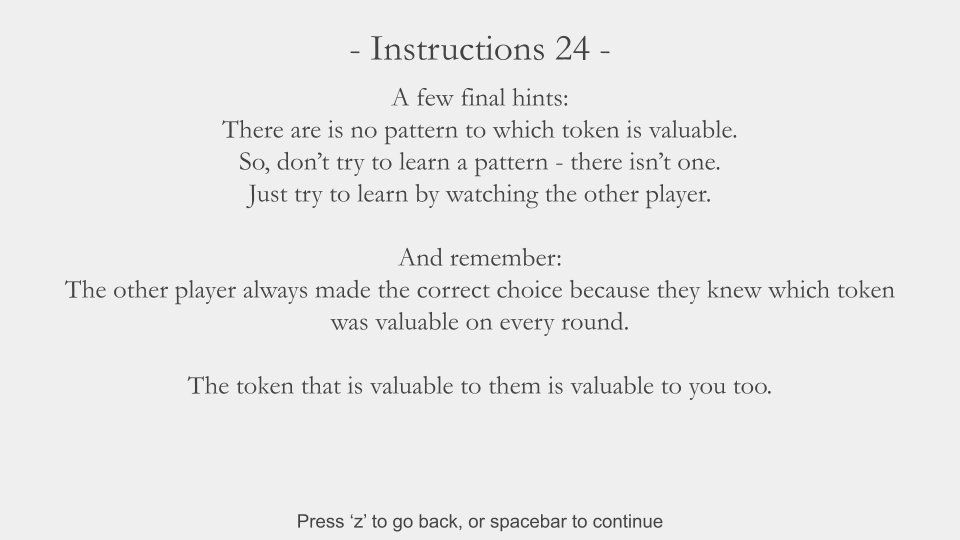 - Instructions 24 -
A few final hints:
There are is no pattern to which token is valuable.
So, don’t try to learn a pattern - there isn’t one.
Just try to learn by watching the other player.
And remember:
The other player always made the correct choice because they knew which token
was valuable on every round.
The token that is valuable to them is valuable to you too.
Press ‘z’ to go back, or spacebar to continue